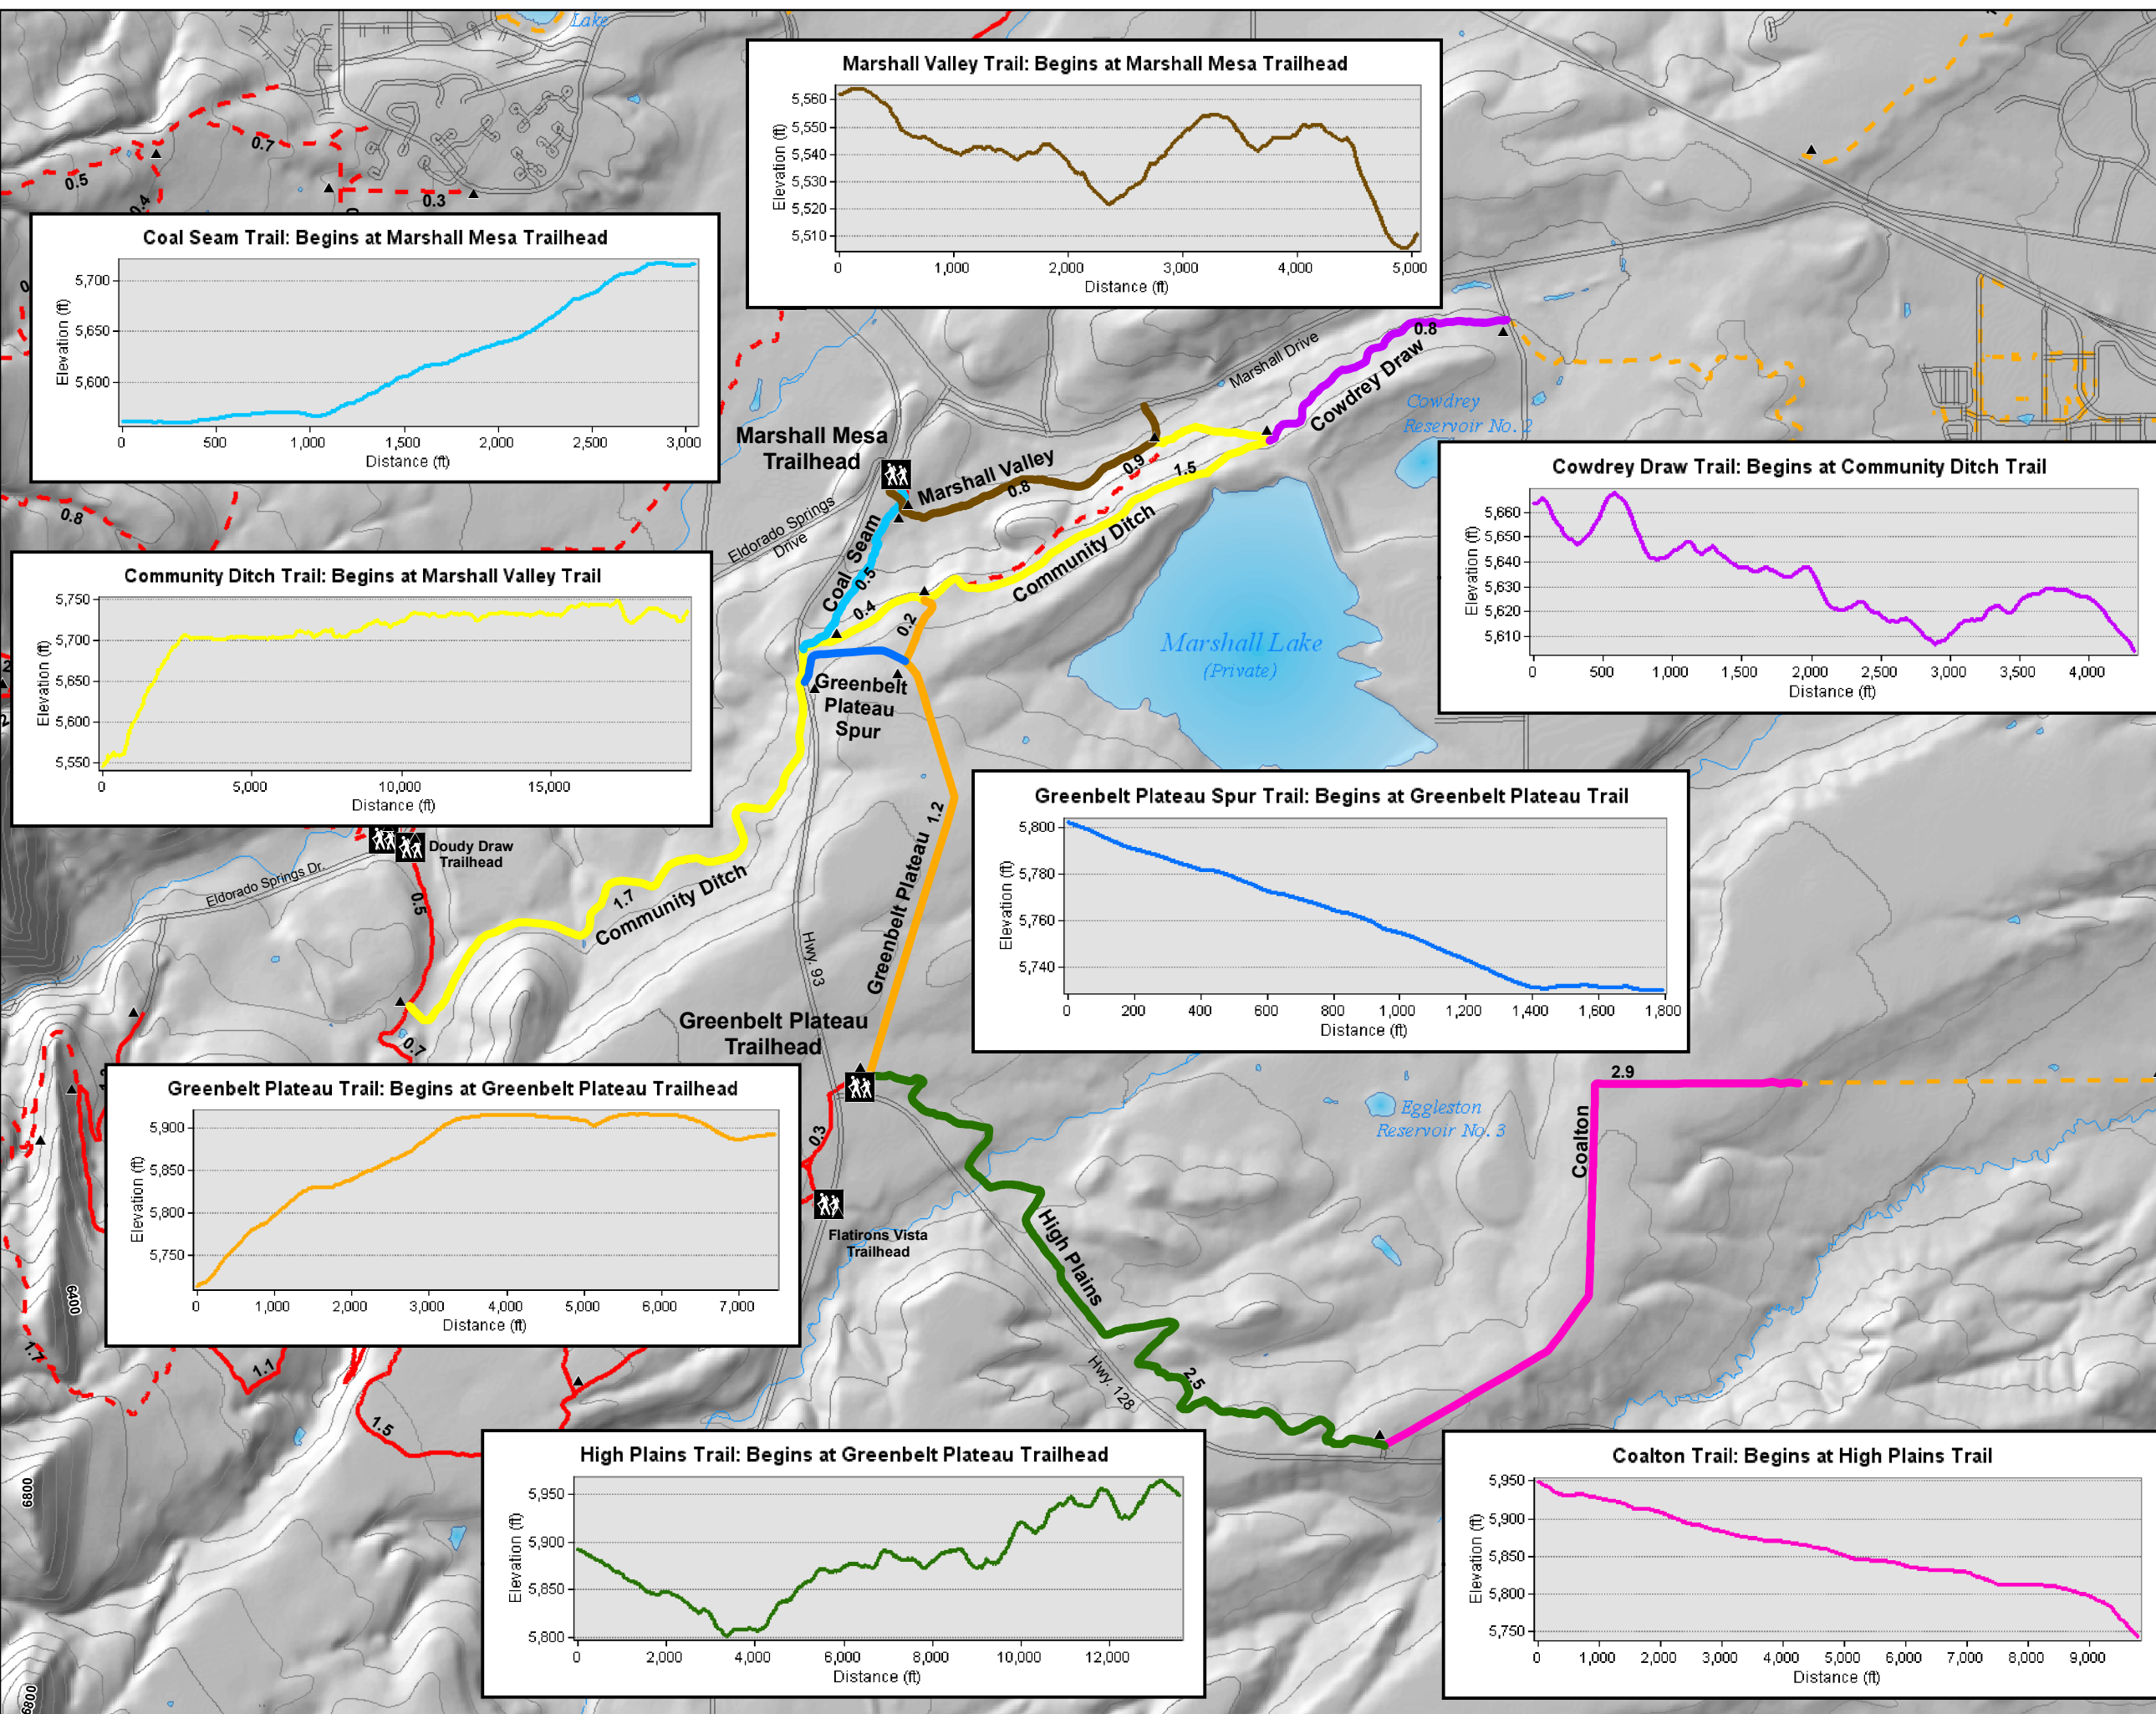 Lake
0.7
0.5
0.4
0.3
Marshall Valley Trail: Begins at Marshall Mesa Trailhead
Elevation (ft)
5,560
5,550
5,540
5,530
5,520
5,510
0 1,000 2,000 3,000 4,000 5,000
Distance (ft)
Coal Seam Trail: Begins at Marshall Mesa Trailhead
Elevation (ft)
5,700
5,650
5,600
0 500 1,000 1,500 2,000 2,500 3,000
Distance (ft)
0.8
Marshall Drive
Cowdrey Draw
Cowdrey
Reservoir No. 2
Marshall Mesa
Trailhead
Marshall Valley
0.8
0.9
1.5
0.8
Eldorado Springs
Drive
Coal Seam
0.5
0.4
0.2
Community Ditch
Marshall Lake
(Private)
Greenbelt
Plateau
Spur
Cowdrey Draw Trail: Begins at Community Ditch Trail
Elevation (ft)
5,660
5,650
5,640
5,630
5,620
5,610
0 500 1,000 1,500 2,000 2,500 3,000 3,500 4,000
Distance (ft)
Community Ditch Trail: Begins at Marshall Valley Trail
Elevation (ft)
5,750
5,700
5,650
5,600
5,550
0 5,000 10,000 15,000
Distance (ft)
Doudy Draw
Trailhead
Eldorado Springs Dr.
0.5
1.7
Community Ditch
Greenbelt Plateau
1.2
Hwy. 93
0.7
Greenbelt Plateau Spur Trail: Begins at Greenbelt Plateau Trail
Elevation (ft)
5,800
5,780
5,760
5,740
0 200 400 600 800 1,000 1,200 1,400 1,600 1,800
Distance (ft)
Greenbelt Plateau
Trailhead
0.3
Flatirons Vista
Trailhead
Greenbelt Plateau Trail: Begins at Greenbelt Plateau Trailhead
Elevation (ft)
5,900
5,850
5,800
5,750
0 1,000 2,000 3,000 4,000 5,000 6,000 7,000
Distance (ft)
Eggleston
Reservoir No. 3
2.9
Coalton
High Plains
2.5
Hwy. 128
6400
1.7
1.1
1.5
6800
6800
High Plains Trail: Begins at Greenbelt Plateau Trailhead
Elevation (ft)
5,950
5,900
5,850
5,800
0 2,000 4,000 6,000 8,000 10,000 12,000
Distance (ft)
Coalton Trail: Begins at High Plains Trail
Elevation (ft)
5,950
5,900
5,850
5,800
5,750
0 1,000 2,000 3,000 4,000 5,000 6,000 7,000 8,000 9,000
Distance (ft)